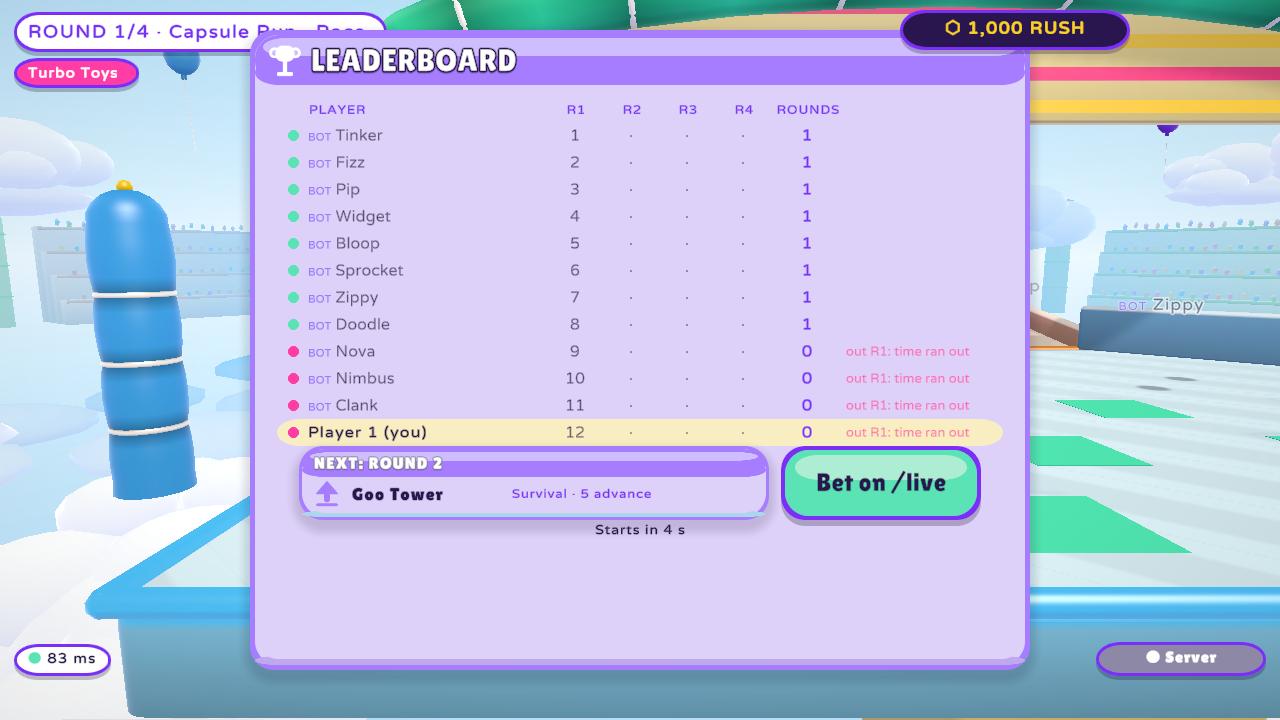 ROUND 1/4 · Capsule Run · Race
1,000 RUSH
Turbo Toys
LEADERBOARD
PLAYER R1 R2 R3 R4 ROUNDS
BOT Tinker 1 · · · 1
BOT Fizz 2 · · · 1
BOT Pip 3 · · · 1
BOT Widget 4 · · · 1
BOT Bloop 5 · · · 1
BOT Sprocket 6 · · · 1
BOT Zippy 7 · · · 1
BOT Doodle 8 · · · 1
BOT Nova 9 · · · 0 out R1: time ran out
BOT Nimbus 10 · · · 0 out R1: time ran out
BOT Clank 11 · · · 0 out R1: time ran out
Player 1 (you) 12 · · · 0 out R1: time ran out
BOT Zippy
NEXT: ROUND 2
Goo Tower Survival · 5 advance
Bet on /live
Starts in 4 s
83 ms
Server